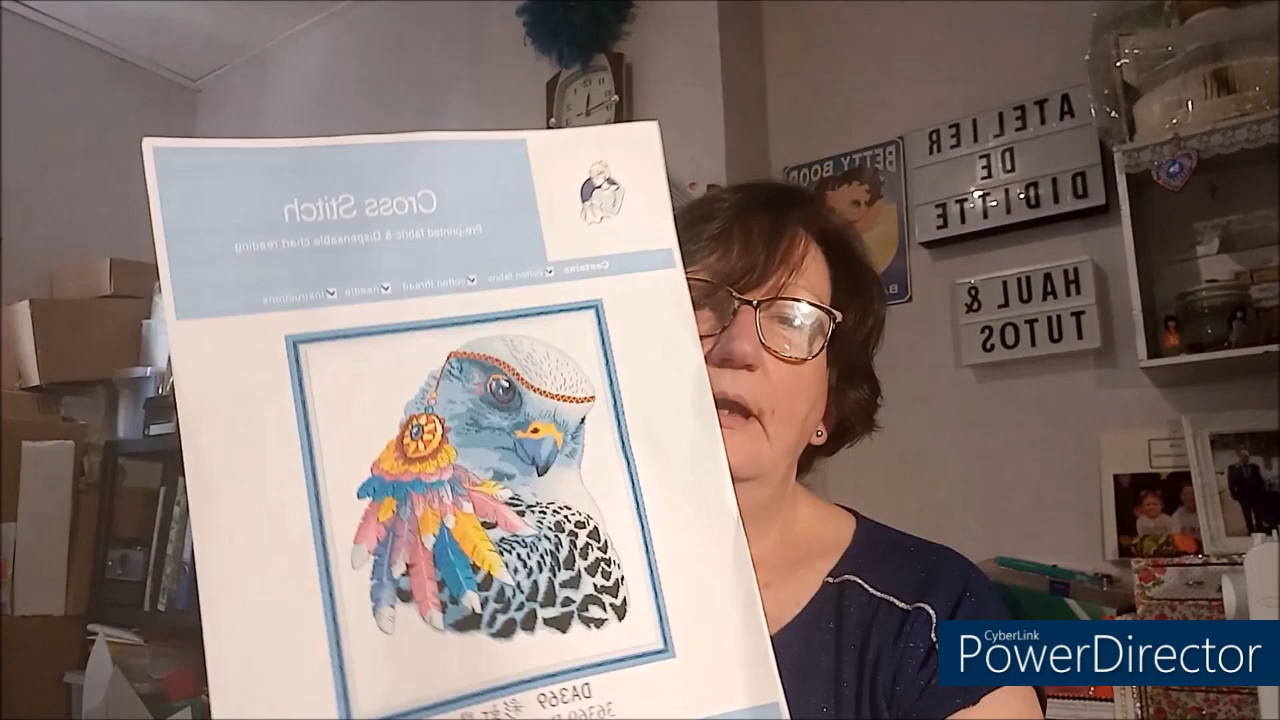 Cross Stitch
Pre-printed fabric & Dispensable chart reading
Contains cotton fabric cotton thread needle instructions
DA369
BETTY BOOP
ATELIER
DE
DIDITTE
HAUL &
TUTOS
CyberLink
PowerDirector